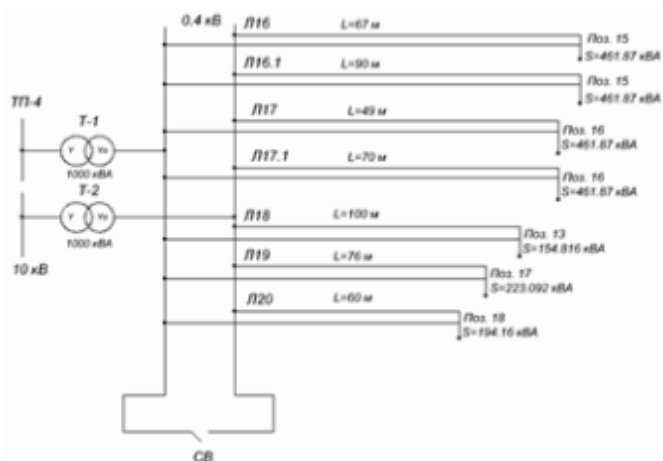 0.4 кВ
Л16
L=67 м
Поз. 15
S=461.87 кВА
Л16.1
L=90 м
Поз. 15
S=461.87 кВА
ТП-4
Т-1
Y
Yн
1000 кВА
Л17
L=49 м
Поз. 16
S=461.87 кВА
Л17.1
L=70 м
Поз. 16
S=461.87 кВА
Т-2
Y
Yн
1000 кВА
10 кВ
Л18
L=100 м
Поз. 13
S=154.816 кВА
Л19
L=76 м
Поз. 17
S=223.092 кВА
Л20
L=60 м
Поз. 18
S=194.16 кВА
СВ